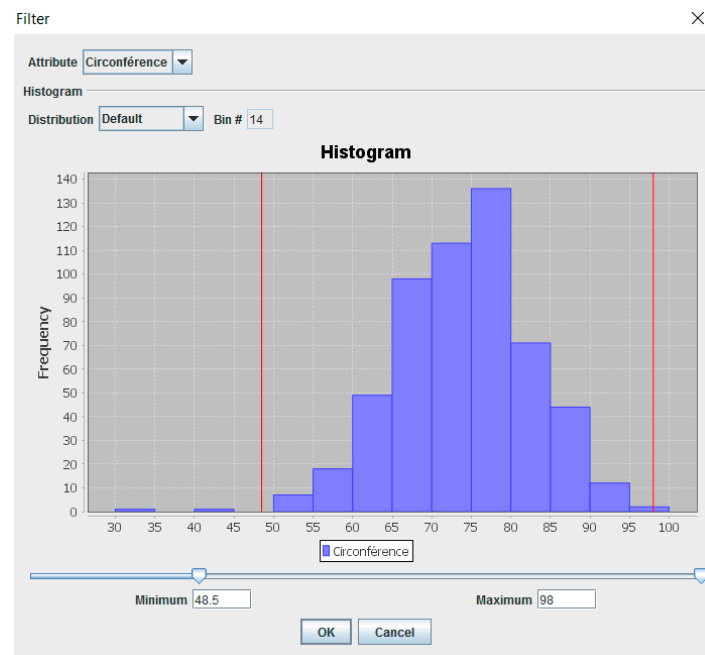 Filter
Attribute Circonférence
Histogram
Distribution Default Bin # 14
Histogram
140
130
120
110
100
90
80
70
60
50
40
30
20
10
0
Frequency
30 35 40 45 50 55 60 65 70 75 80 85 90 95 100
Circonférence
Minimum 48.5 Maximum 98
OK Cancel